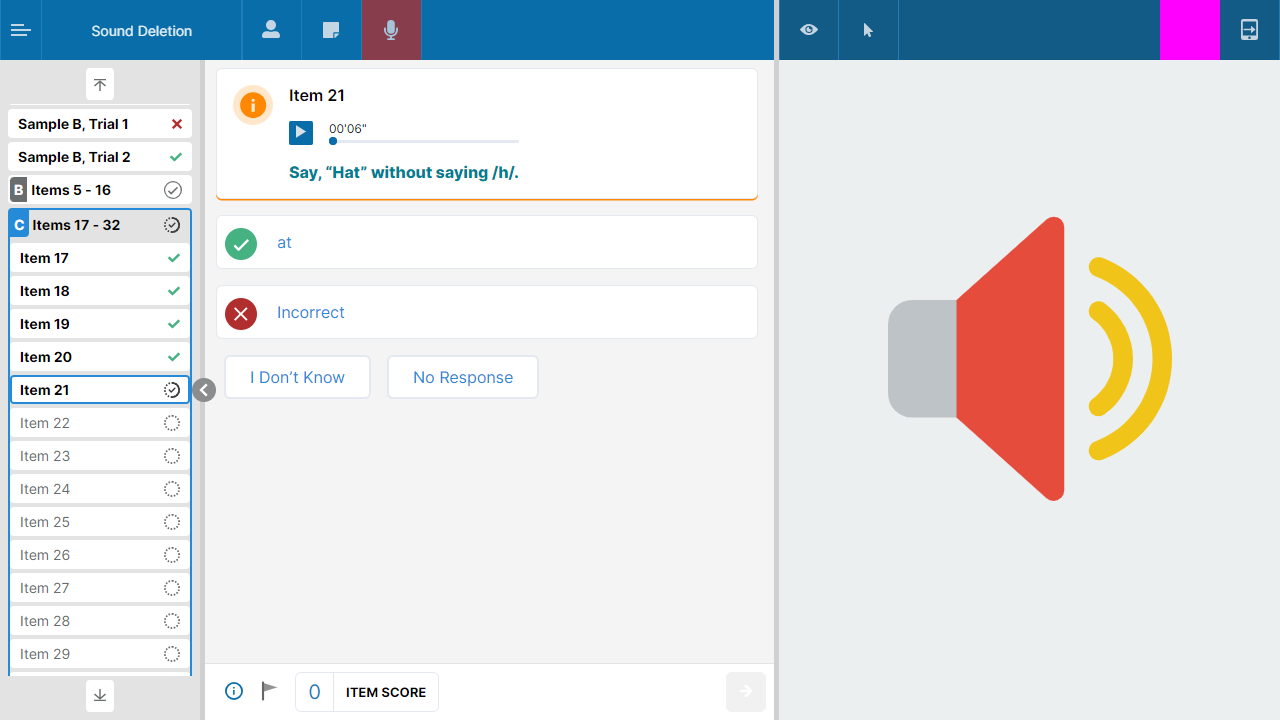 Sound Deletion
Sample B, Trial 1
Sample B, Trial 2
B Items 5 - 16
C Items 17 - 32
Item 17
Item 18
Item 19
Item 20
Item 21
Item 22
Item 23
Item 24
Item 25
Item 26
Item 27
Item 28
Item 29
Item 21
00'06"
Say, “Hat” without saying /h/.
at
Incorrect
I Don’t Know
No Response
0 ITEM SCORE